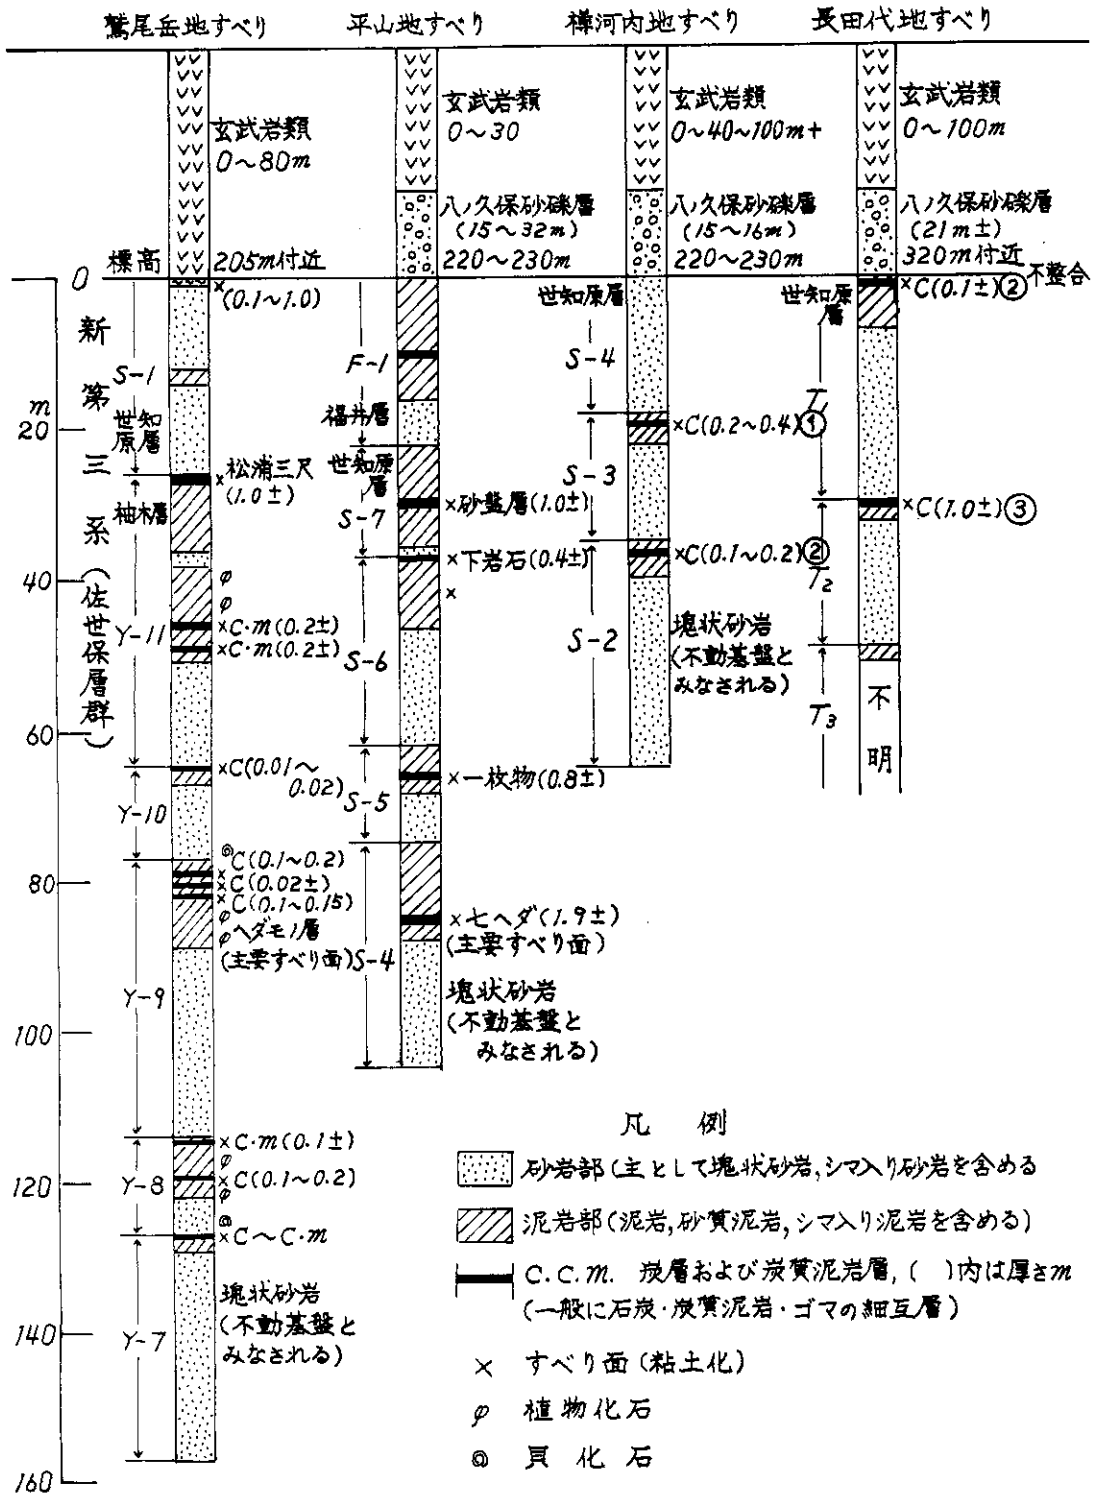 鷲尾岳地すべり
平山地すべり
樺河内地すべり
長田代地すべり
玄武岩類
0～80m
標高
205m付近
玄武岩類
0～30
八ノ久保砂礫層
(15～32m)
220～230m
玄武岩類
0～40～100m+
八ノ久保砂礫層
(15～16m)
220～230m
玄武岩類
0～100m
八ノ久保砂礫層
(21m±)
320m付近
不整合
0
m
20
40
60
80
100
120
140
160
新第三系(佐世保層群)
S-1
世知
原層
柚木層
Y-11
Y-10
Y-9
Y-8
Y-7
×(0.1～1.0)
×松浦三尺
(1.0±)
φ
φ
×C·m(0.2±)
×C·m(0.2±)
×C(0.01～
0.02)
C(0.1～0.2)
×C(0.02±)
×C(0.1～0.15)
φ
φヘダモノ層
(主要すべり面)
×C·m(0.1±)
φ
×C(0.1～0.2)
φ
×C～C·m
塊状砂岩
(不動基盤と
みなされる)
F-1
福井層
世知原
層
S-7
S-6
S-5
S-4
×砂盤層(1.0±)
×下岩石(0.4±)
×
×一枚物(0.8±)
×七ヘダ(1.9±)
(主要すべり面)
塊状砂岩
(不動基盤と
みなされる)
世知原層
S-4
S-3
S-2
×C(0.2～0.4)①
×C(0.1～0.2)②
塊状砂岩
(不動基盤と
みなされる)
世知原
層
T₁
T₂
T₃
×C(0.1±)②
×C(1.0±)③
不明
凡例
砂岩部(主として塊状砂岩,シマ入り砂岩を含める
泥岩部(泥岩,砂質泥岩,シマ入り泥岩を含める)
C.C.m. 炭層および炭質泥岩層,( )内は厚さm
(一般に石炭·炭質泥岩·ゴマの細互層)
× すべり面(粘土化)
φ 植物化石
◎ 貝化石